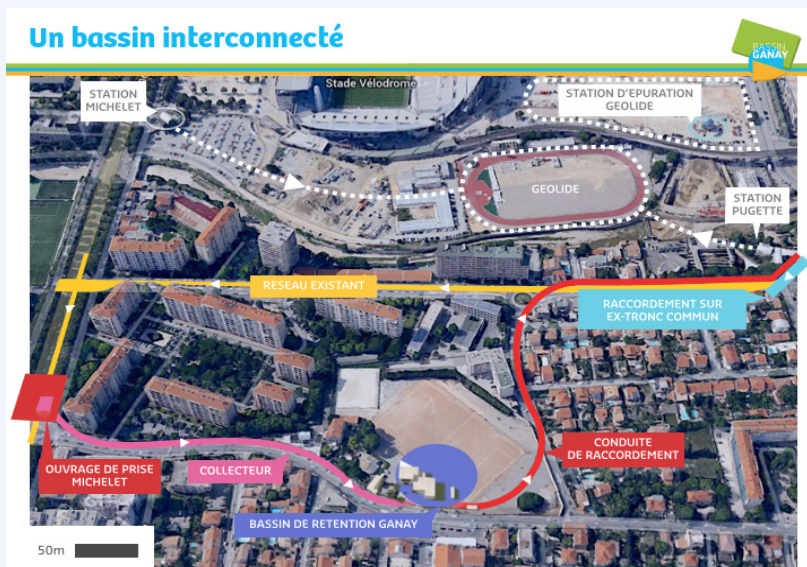 Un bassin interconnecté
BASSIN
GANAY
STATION
MICHELET
Stade Vélodrome
STATION D'EPURATION
GEOLIDE
GEOLIDE
STATION
PUGETTE
RESEAU EXISTANT
RACCORDEMENT SUR
EX-TRONC COMMUN
OUVRAGE DE PRISE
MICHELET
COLLECTEUR
CONDUITE
DE RACCORDEMENT
BASSIN DE RETENTION GANAY
50m